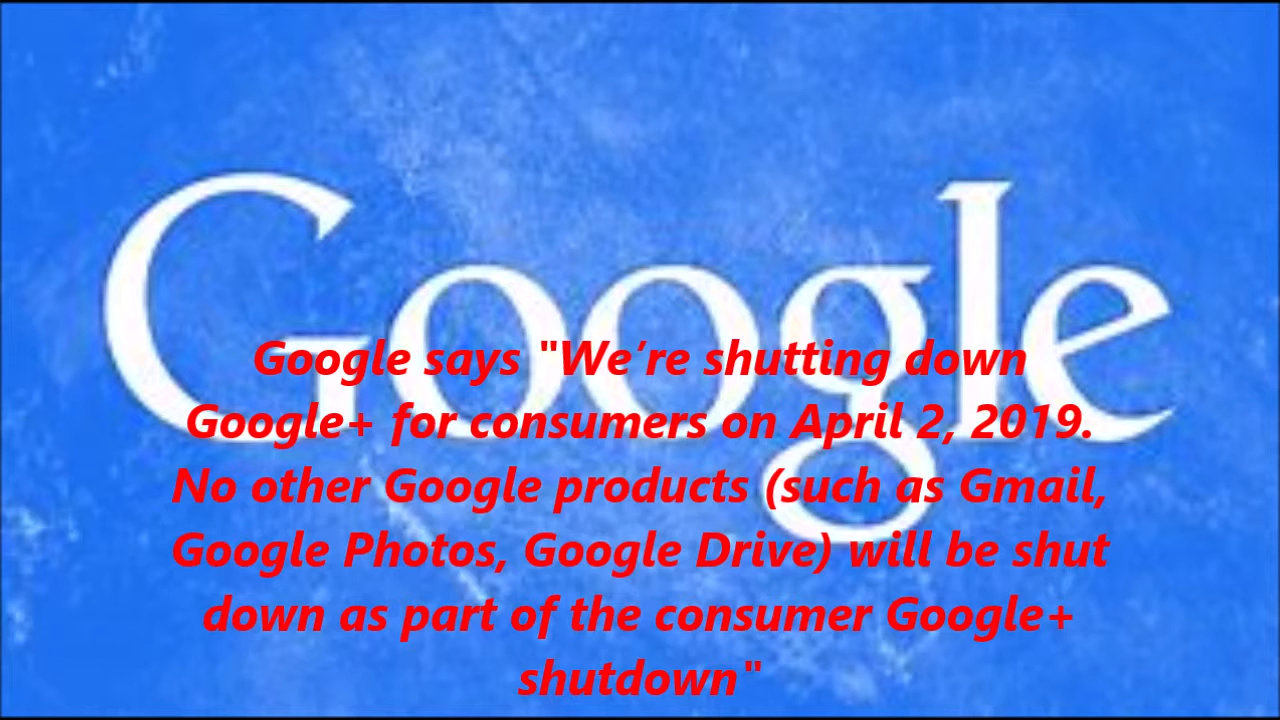 Google
Google says "We’re shutting down
Google+ for consumers on April 2, 2019.
No other Google products (such as Gmail,
Google Photos, Google Drive) will be shut
down as part of the consumer Google+
shutdown"